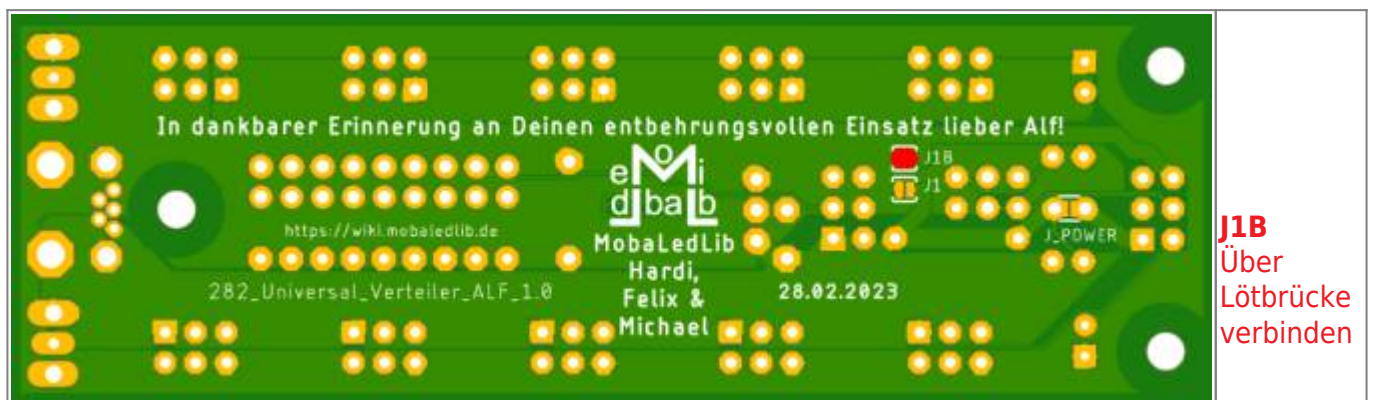 In dankbarer Erinnerung an Deinen entbehrungsvollen Einsatz lieber Alf!
J1B
J1
https://wiki.mobaledlib.de
J_POWER
MobaLedLib
Hardi,
Felix &
Michael
282_Universal_Verteiler_ALF_1.0
28.02.2023
J1B
Über
Lötbrücke
verbinden